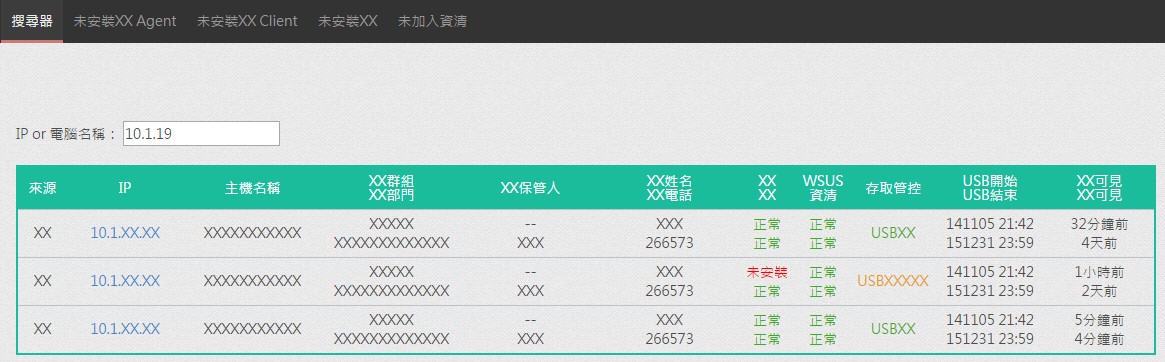 搜尋器 未安裝XX Agent 未安裝XX Client 未安裝XX 未加入資清
IP or 電腦名稱： 10.1.19
來源 IP 主機名稱 XX群組 XX保管人 XX姓名 XX WSUS 存取管控 USB開始 XX可見
XX部門 XX電話 XX 資清 USB結束 XX可見
XX 10.1.XX.XX XXXXXXXXXXX XXXXX -- XXX 正常 正常 USBXX 141105 21:42 32分鐘前
XXXXXXXXXXXXX XXX 266573 正常 正常 151231 23:59 4天前
XX 10.1.XX.XX XXXXXXXXXXX XXXXX -- XXX 未安裝 正常 USBXXXXX 141105 21:42 1小時前
XXXXXXXXXXXXX XXX 266573 正常 正常 151231 23:59 2天前
XX 10.1.XX.XX XXXXXXXXXXX XXXXX -- XXX 正常 正常 USBXX 141105 21:42 5分鐘前
XXXXXXXXXXXXX XXX 266573 正常 正常 151231 23:59 4分鐘前